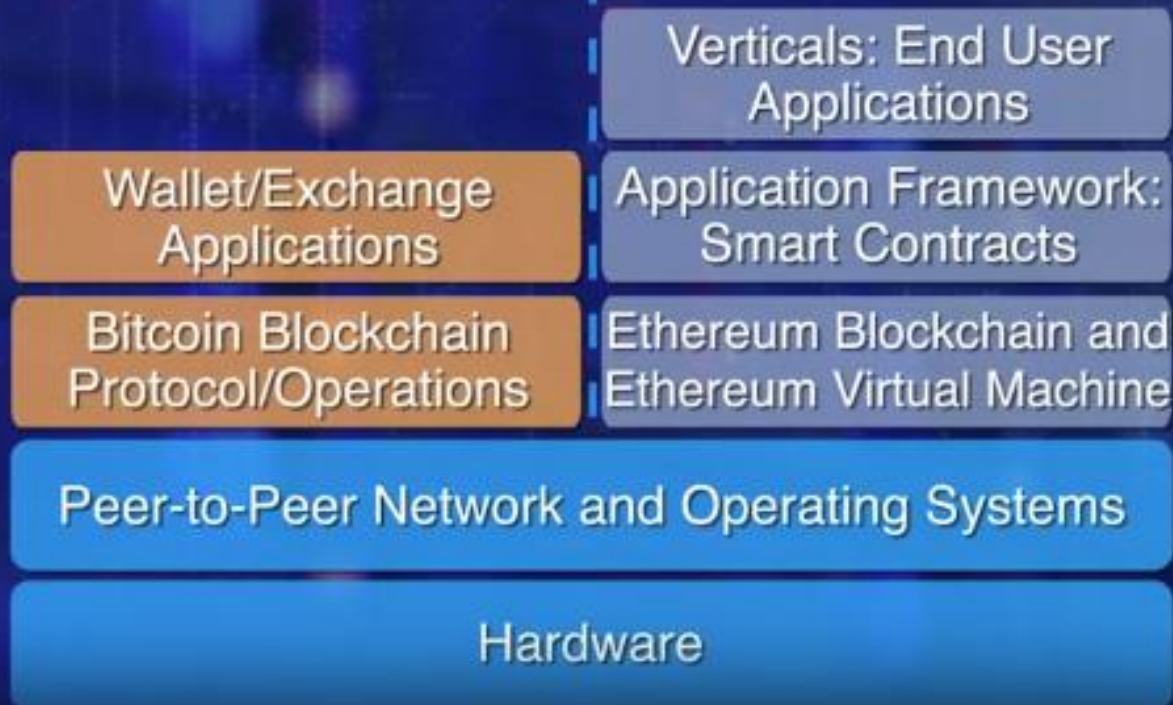 Verticals: End User
Applications
Wallet/Exchange
Applications
Application Framework:
Smart Contracts
Bitcoin Blockchain
Protocol/Operations
Ethereum Blockchain and
Ethereum Virtual Machine
Peer-to-Peer Network and Operating Systems
Hardware